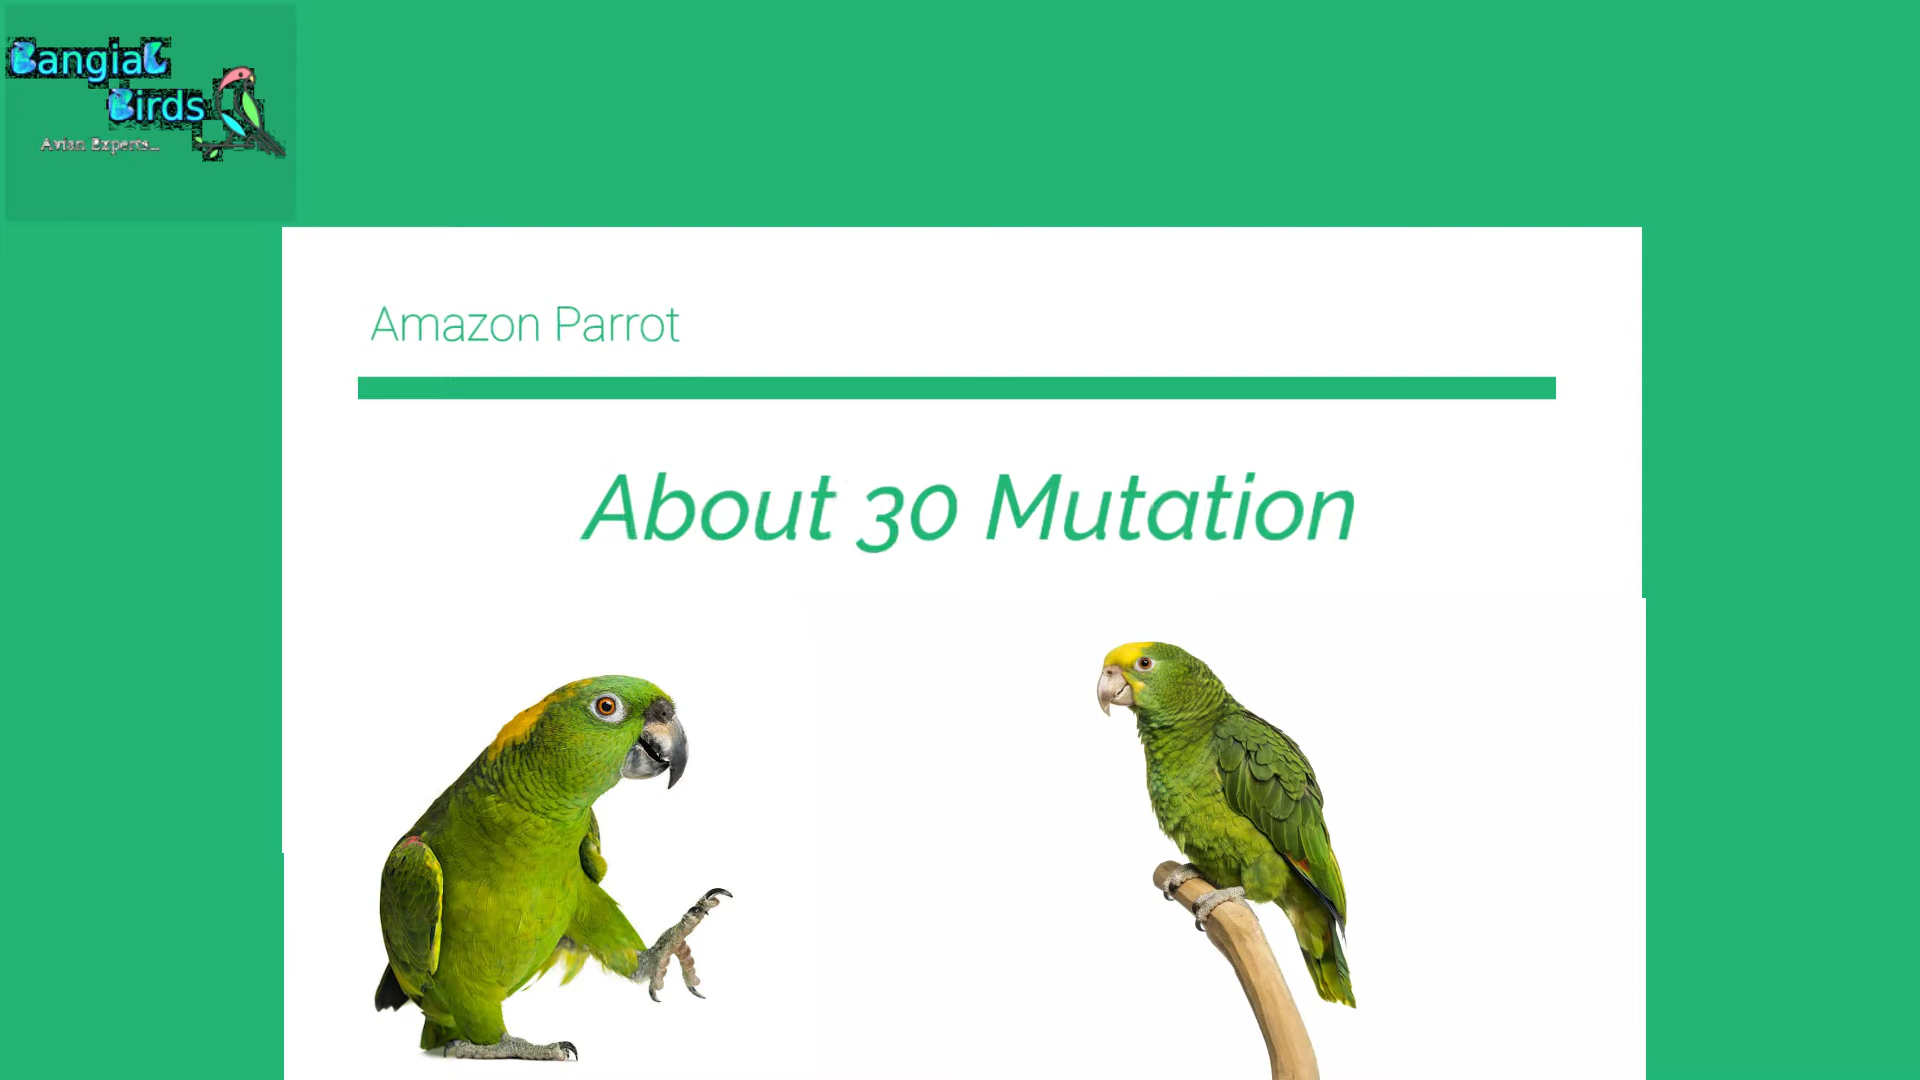 BangiaL
Birds
Avian Experts...
Amazon Parrot
About 30 Mutation